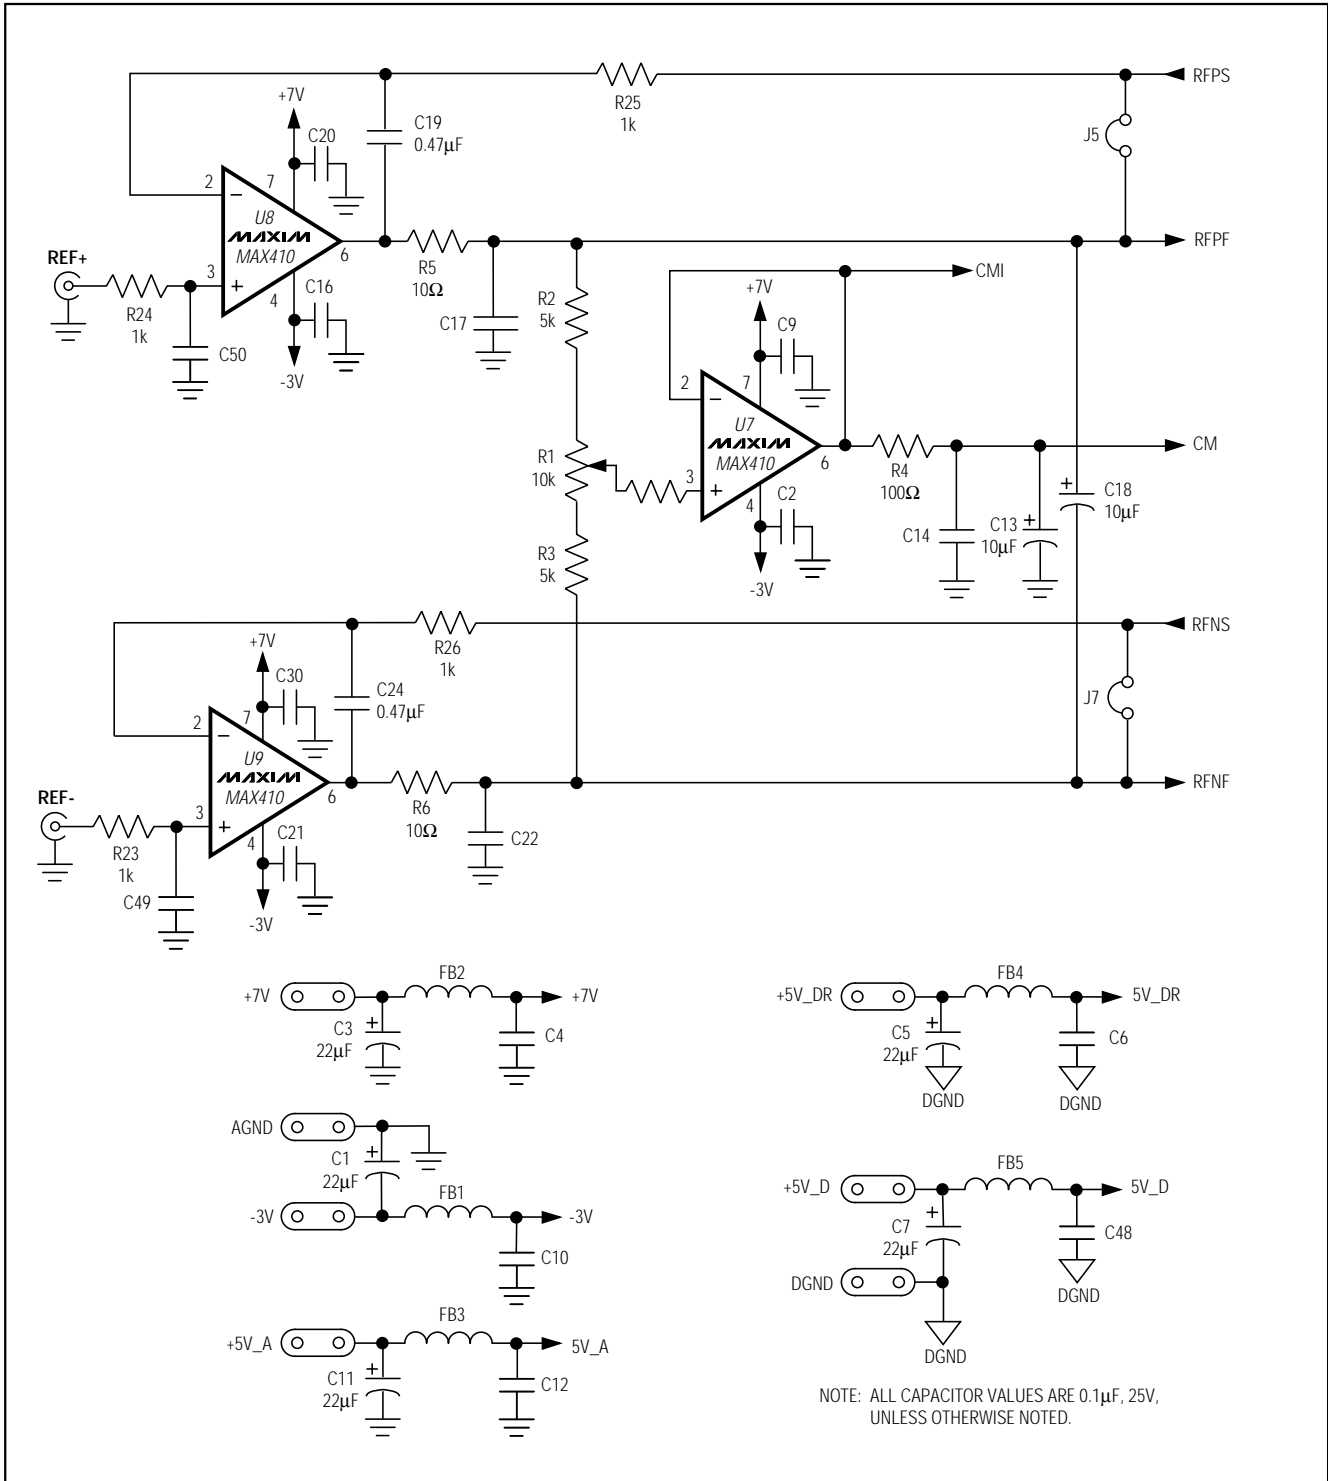 RFPS
R25
1k
+7V
C20
C19
0.47µF
J5
2
7
−
U8
MAXIM
MAX410
6
RFPF
REF+
3
+
R5
10Ω
CMI
R24
1k
4
C16
C50
-3V
C17
R2
5k
+7V
C9
2
7
−
U7
MAXIM
MAX410
6
CM
R1
10k
3
+
R4
100Ω
4
C2
+
C18
10µF
C14
+
C13
10µF
R3
5k
-3V
RFNS
R26
1k
+7V
C30
C24
0.47µF
J7
2
7
−
U9
MAXIM
MAX410
6
RFNF
REF-
3
+
R6
10Ω
R23
1k
4
C21
C22
C49
-3V
+7V
FB2
+7V
+
C3
22µF
C4
+5V_DR
FB4
5V_DR
+
C5
22µF
C6
DGND
DGND
AGND
+
C1
22µF
-3V
FB1
-3V
C10
+5V_D
FB5
5V_D
+
C7
22µF
C48
DGND
DGND
DGND
+5V_A
FB3
5V_A
+
C11
22µF
C12
NOTE: ALL CAPACITOR VALUES ARE 0.1µF, 25V,
UNLESS OTHERWISE NOTED.